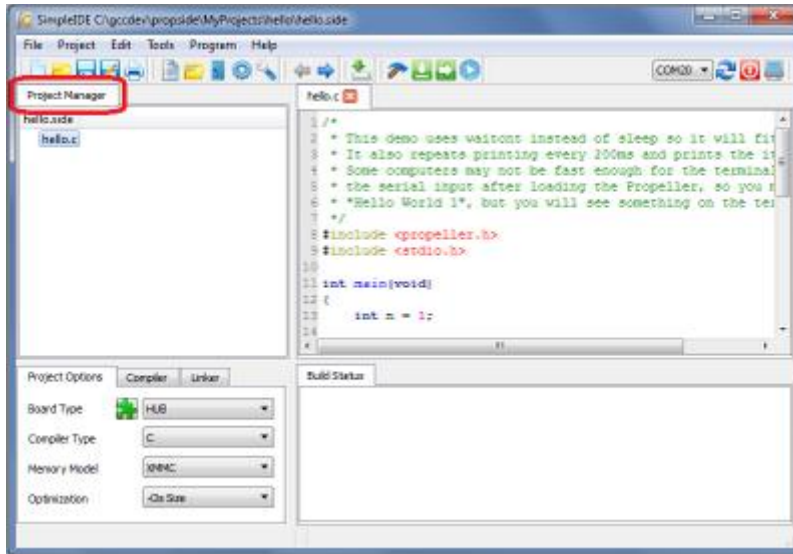 SimpleIDE C:\gccdev\propside\MyProjects\hello\hello.side
File Project Edit Tools Program Help
COM20
Project Manager
hello.side
hello.c
hello.c
1 /*
2 * This demo uses waitcnt instead of sleep so it will fit
3 * It also repeats printing every 200ms and prints the it
4 * Some computers may not be fast enough for the terminal
5 * the serial input after loading the Propeller, so you m
6 * "Hello World 1", but you will see something on the ter
7 */
8 #include <propeller.h>
9 #include <stdio.h>
10
11 int main(void)
12 {
13 int n = 1;
14
Project Options Compiler Linker
Board Type HUB
Compiler Type C
Memory Model XMMC
Optimization -Os Size
Build Status